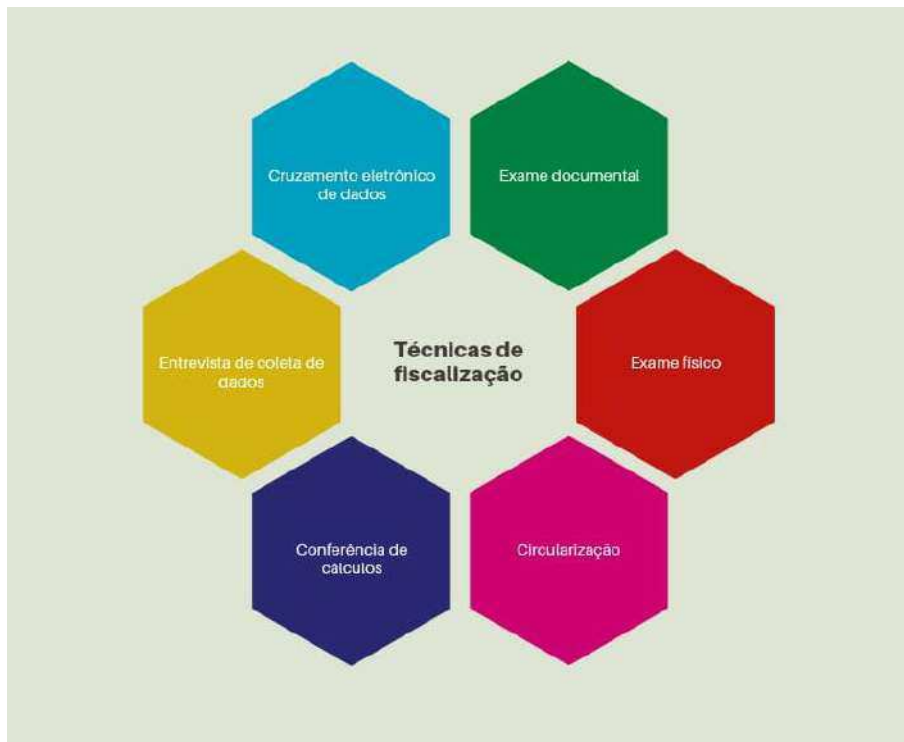 Cruzamento eletrônico
de dados
Exame documental
Entrevista de coleta de
dados
Técnicas de
fiscalização
Exame físico
Conferência de
cálculos
Circularização